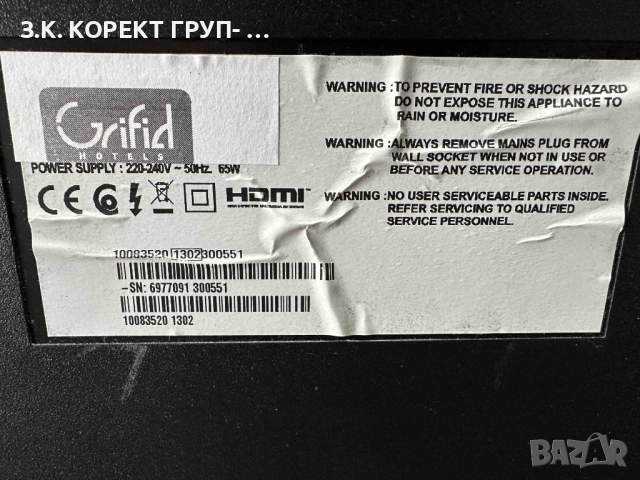 З.К. КОРЕКТ ГРУП- ...
Grifid
HOTELS
POWER SUPPLY : 220-240V ~ 50Hz. 65W
HDMI
WARNING :TO PREVENT FIRE OR SHOCK HAZARD
DO NOT EXPOSE THIS APPLIANCE TO
RAIN OR MOISTURE.
WARNING :ALWAYS REMOVE MAINS PLUG FROM
WALL SOCKET WHEN NOT IN USE OR
BEFORE ANY SERVICE OPERATION.
WARNING :NO USER SERVICEABLE PARTS INSIDE.
REFER SERVICING TO QUALIFIED
SERVICE PERSONNEL.
10083520 1302 300551
-SN: 6977091 300551
10083520 1302
BAZAR